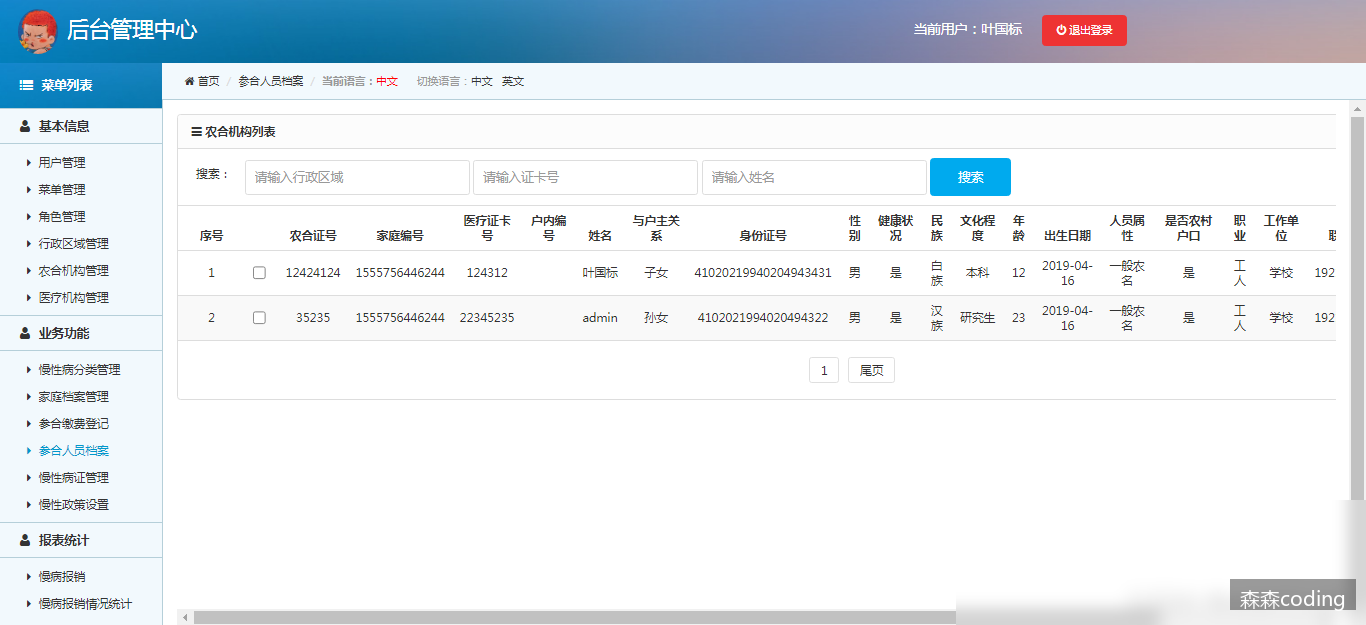 后台管理中心
当前用户：叶国标
退出登录
菜单列表
首页 / 参合人员档案 / 当前语言：中文 切换语言：中文 英文
基本信息
用户管理
菜单管理
角色管理
行政区域管理
农合机构管理
医疗机构管理
业务功能
慢性病分类管理
家庭档案管理
参合缴费登记
参合人员档案
慢性病证管理
慢性政策设置
报表统计
慢病报销
慢病报销情况统计
农合机构列表
搜索： 请输入行政区域 请输入证卡号 请输入姓名 搜索
序号 农合证号 家庭编号 医疗证卡号 户内编号 姓名 与户主关系 身份证号 性别 健康状况 民族 文化程度 年龄 出生日期 人员属性 是否农村户口 职业 工作单位
1 12424124 1555756446244 124312 叶国标 子女 41020219940204943431 男 是 白族 本科 12 2019-04-16 一般农名 是 工人 学校 192
2 35235 1555756446244 22345235 admin 孙女 4102021994020494322 男 是 汉族 研究生 23 2019-04-16 一般农名 是 工人 学校 192
1 尾页
森森coding